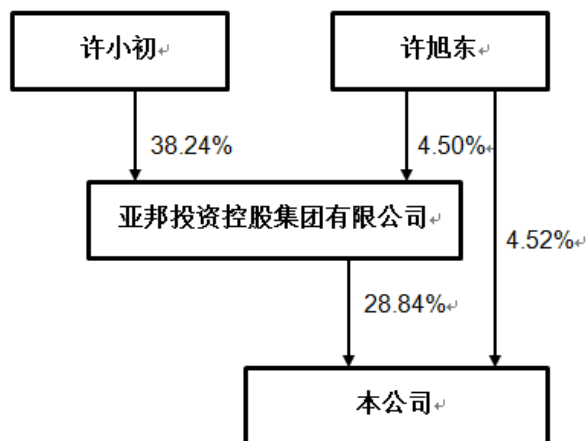 许小初
许旭东
38.24%
4.50%
亚邦投资控股集团有限公司
4.52%
28.84%
本公司